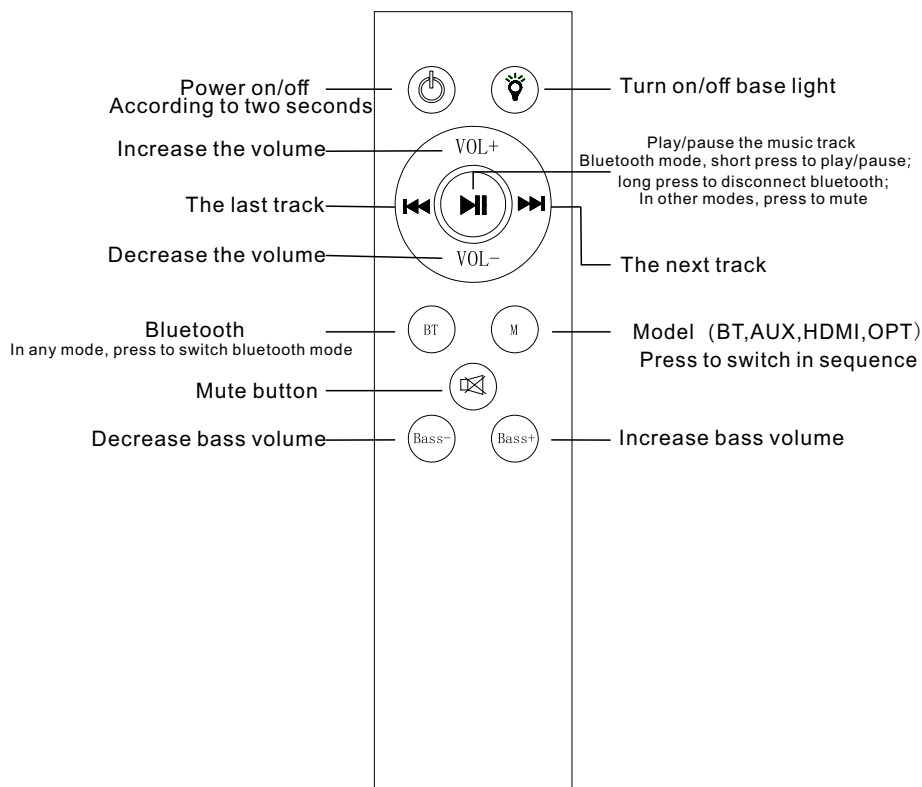 Power on/off
According to two seconds
Turn on/off base light
Increase the volume
VOL+
Play/pause the music track
Bluetooth mode, short press to play/pause;
long press to disconnect bluetooth;
In other modes, press to mute
The last track
Decrease the volume
VOL-
The next track
Bluetooth
In any mode, press to switch bluetooth mode
BT
M
Model (BT,AUX,HDMI,OPT)
Press to switch in sequence
Mute button
Decrease bass volume
Bass-
Bass+
Increase bass volume